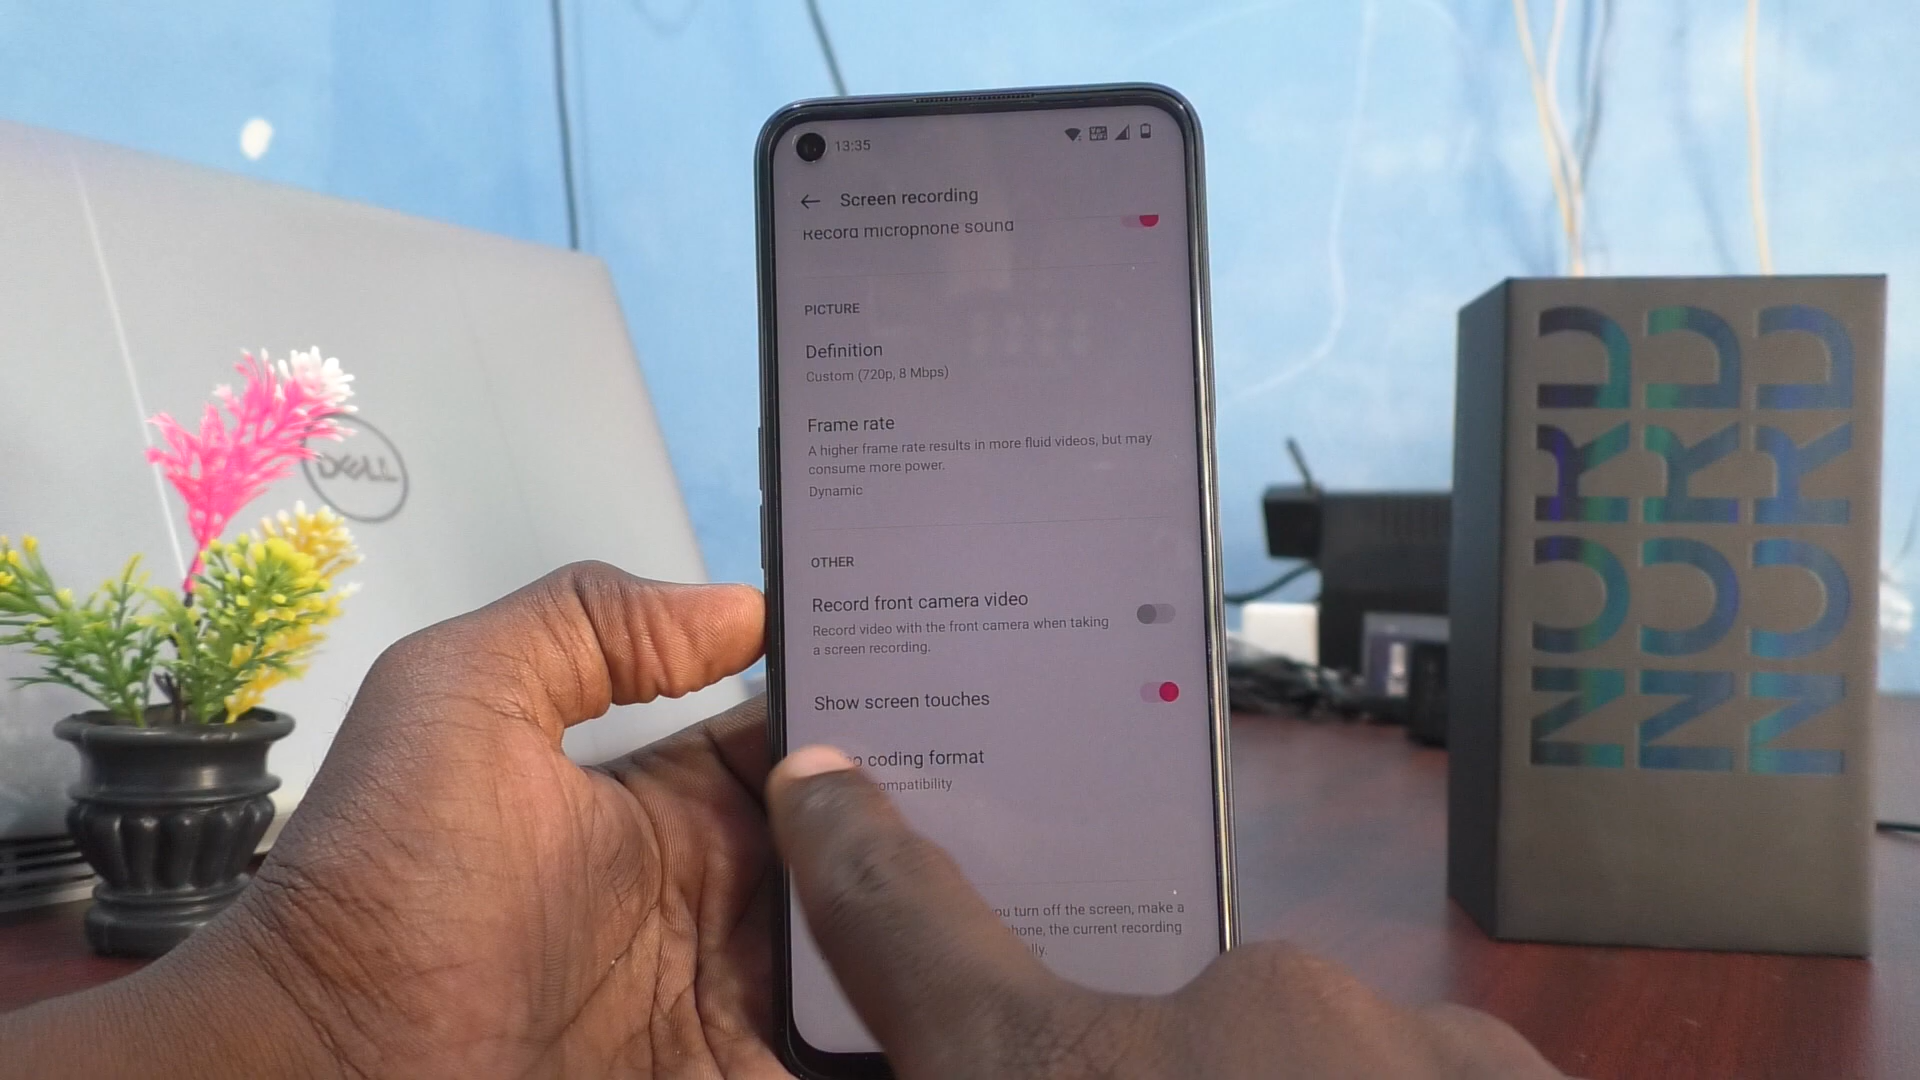 13:35
Screen recording
Record microphone sound
PICTURE
Definition
Custom (720p, 8 Mbps)
Frame rate
A higher frame rate results in more fluid videos, but may
consume more power.
Dynamic
OTHER
Record front camera video
Record video with the front camera when taking
a screen recording.
Show screen touches
coding format
ompatibility
ou turn off the screen, make a
hone, the current recording
lly.
DELL
NORD
NORD
NORD